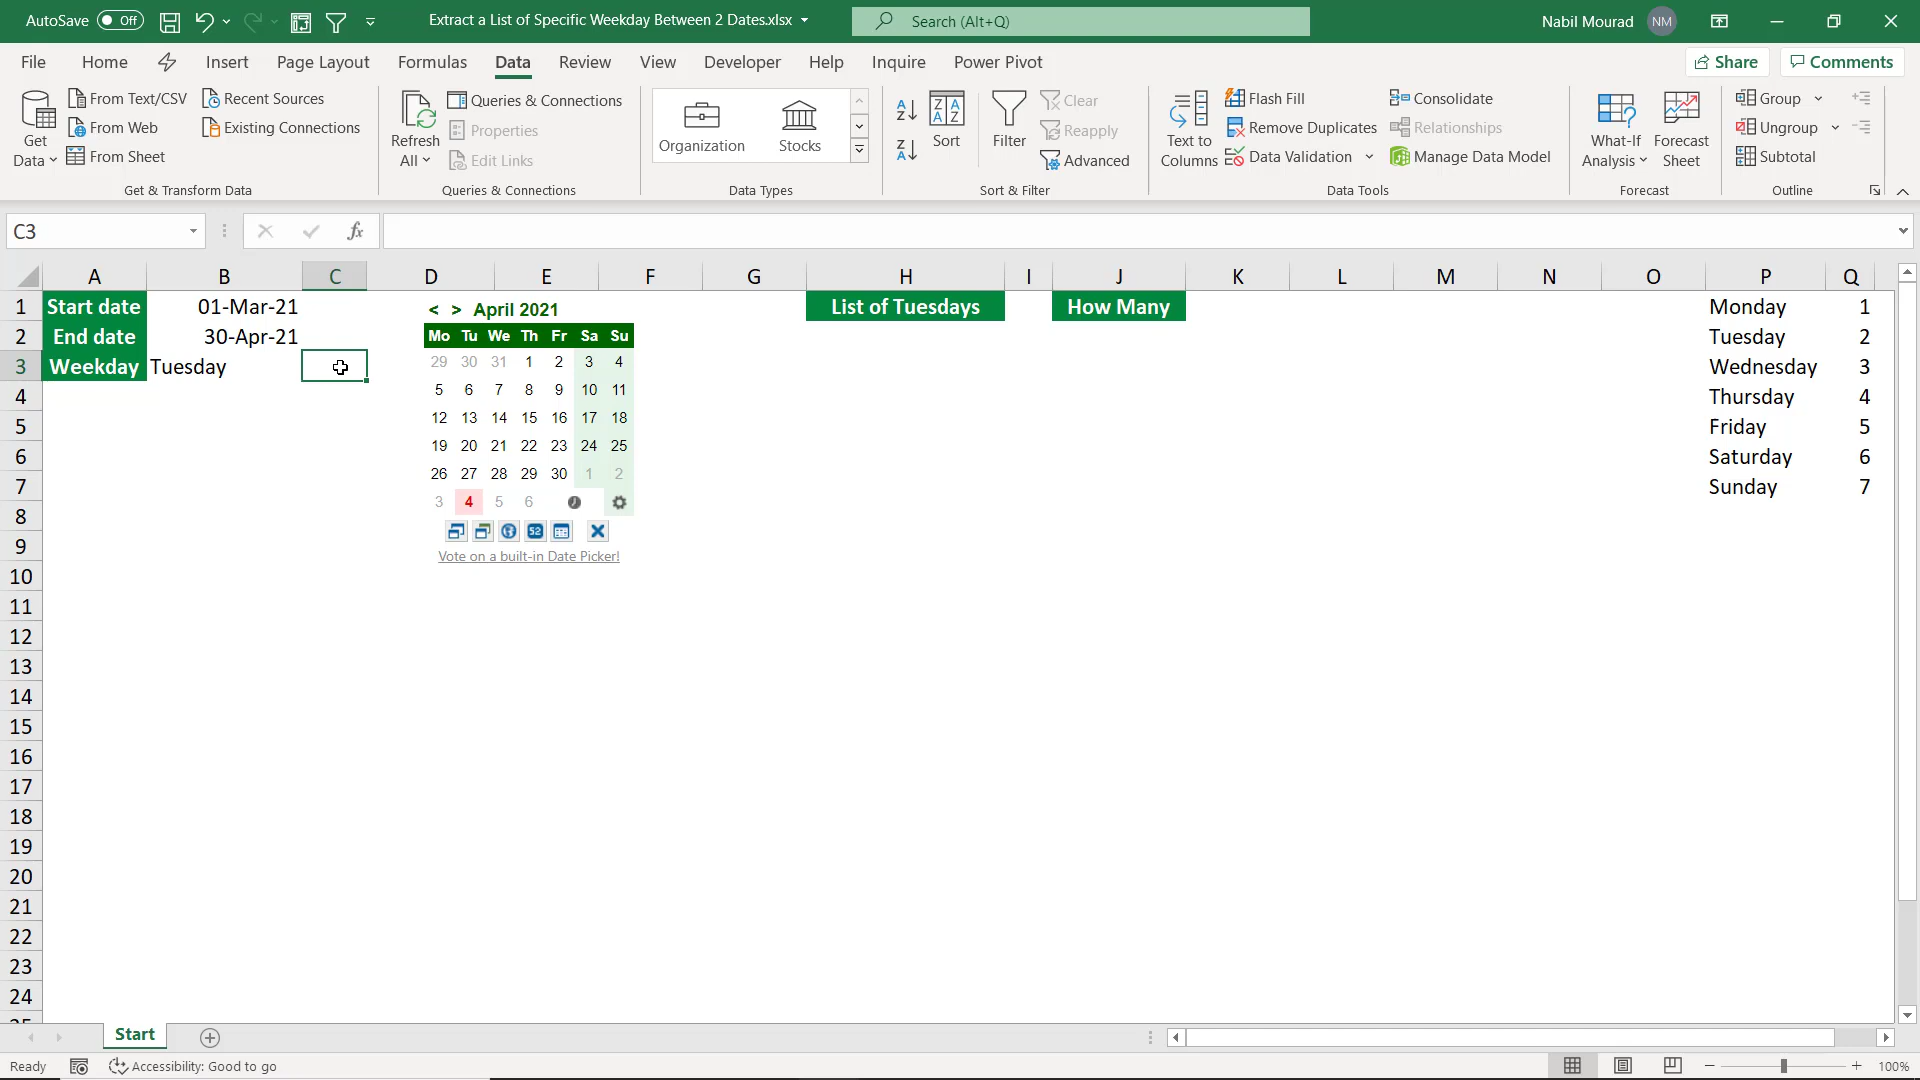 AutoSave Off Extract a List of Specific Weekday Between 2 Dates.xlsx Search (Alt+Q) Nabil Mourad NM
File Home Insert Page Layout Formulas Data Review View Developer Help Inquire Power Pivot Share Comments
Get Data From Text/CSV From Web From Sheet Recent Sources Existing Connections
Refresh All Queries & Connections Properties Edit Links
Organization Stocks
Sort Filter Clear Reapply Advanced
Text to Columns Flash Fill Remove Duplicates Data Validation Consolidate Relationships Manage Data Model
What-If Analysis Forecast Sheet
Group Ungroup Subtotal
Get & Transform Data Queries & Connections Data Types Sort & Filter Data Tools Forecast Outline
C3 fx
A B C D E F G H I J K L M N O P Q
1 Start date 01-Mar-21 < > April 2021 List of Tuesdays How Many Monday 1
2 End date 30-Apr-21 Mo Tu We Th Fr Sa Su Tuesday 2
3 Weekday Tuesday 29 30 31 1 2 3 4 Wednesday 3
4 5 6 7 8 9 10 11 Thursday 4
5 12 13 14 15 16 17 18 Friday 5
6 19 20 21 22 23 24 25 Saturday 6
7 26 27 28 29 30 1 2 Sunday 7
8 3 4 5 6
9 52
Vote on a built-in Date Picker!
10
11
12
13
14
15
16
17
18
19
20
21
22
23
24
Start
Ready Accessibility: Good to go 100%